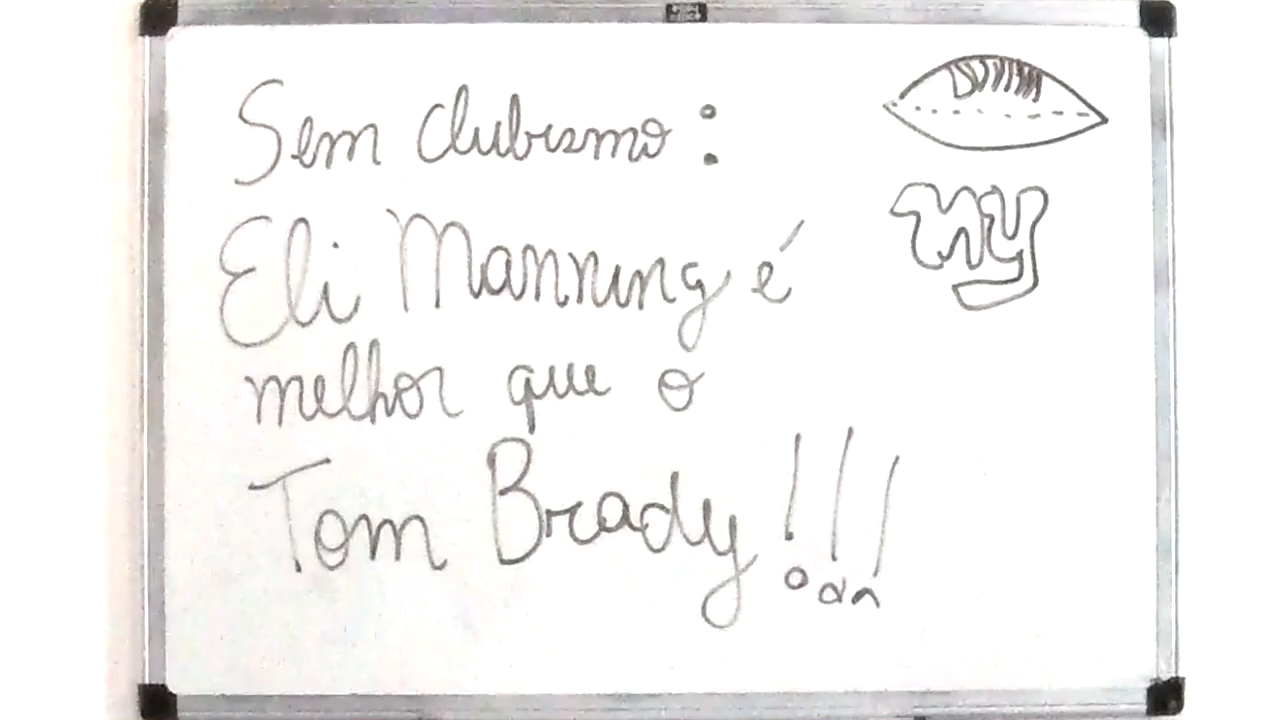 Sem clubismo:
Eli Manning é
melhor que o
Tom Brady!!!
ny